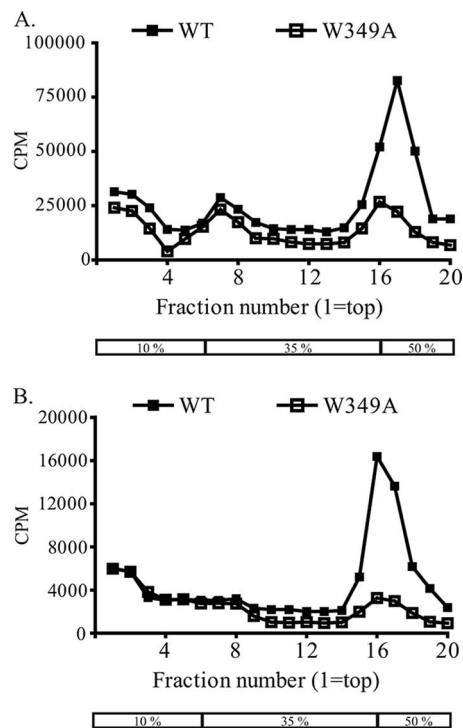 A.
WT W349A
100000
75000
50000
25000
0
CPM
4 8 12 16 20
Fraction number (1=top)
10 % 35 % 50 %
B.
WT W349A
20000
16000
12000
8000
4000
0
CPM
4 8 12 16 20
Fraction number (1=top)
10 % 35 % 50 %